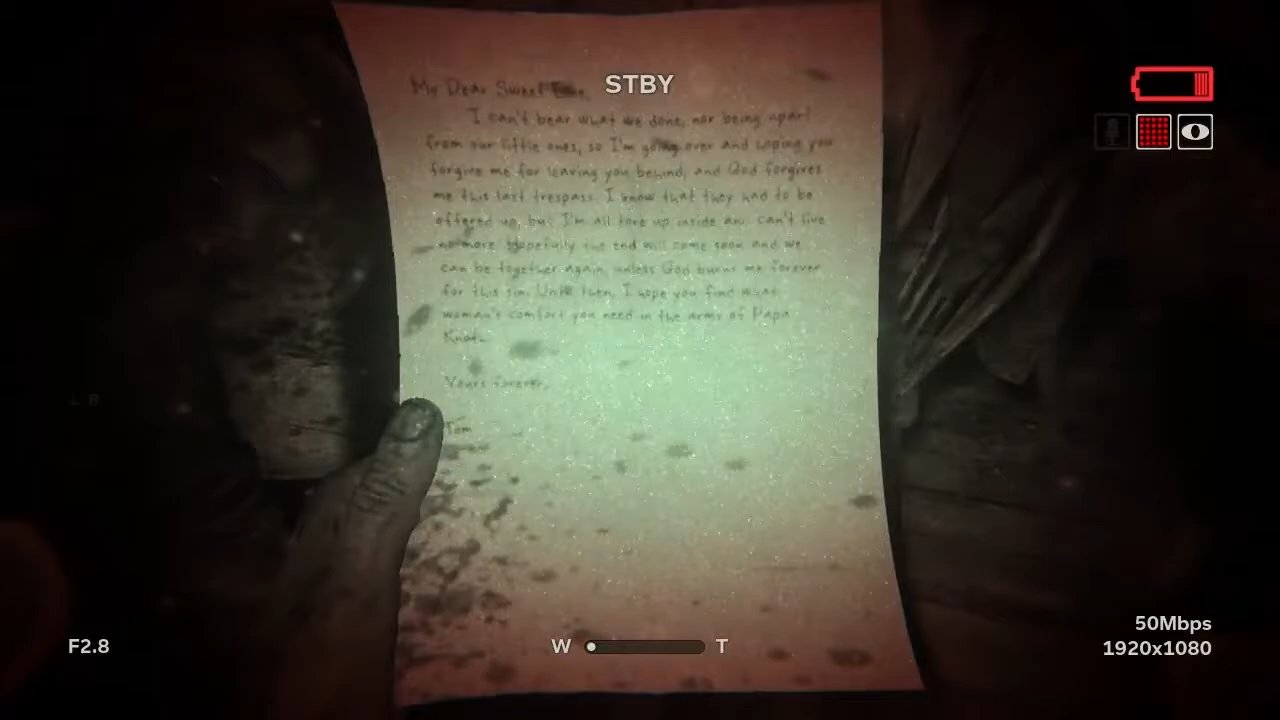 STBY
My Dear Sweet
I can't bear what we done, nor being apart
from our little ones, so I'm going over and hoping you
forgive me for leaving you behind, and God forgives
me this last trespass. I know that they had to be
offered up, but I'm all tore up inside an. can't live
no more. Hopefully the end will come soon and we
can be together again, unless God burns me forever
for this sin. Until then, I hope you find what
woman's comfort you need in the arms of Papa
Knoth.
Yours forever,
Tom
F2.8
W T
50Mbps
1920x1080